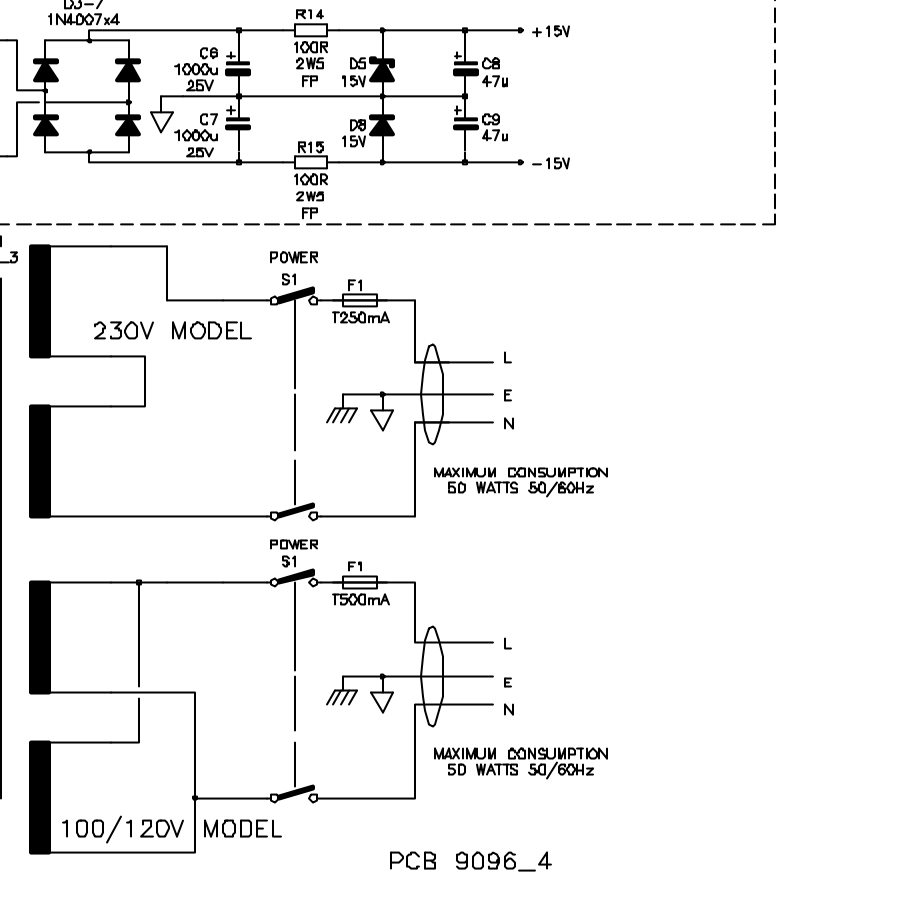 D3-7
1N4007x4
R14
100R
2W5
FP
+15V
C6
1000u
25V
D5
15V
C8
47u
C7
1000u
25V
D8
15V
C9
47u
R15
100R
2W5
FP
-15V
_3
POWER
S1
F1
T250mA
230V MODEL
L
E
N
MAXIMUM CONSUMPTION
50 WATTS 50/60Hz
POWER
S1
F1
T500mA
L
E
N
MAXIMUM CONSUMPTION
50 WATTS 50/60Hz
100/120V MODEL
PCB 9096_4